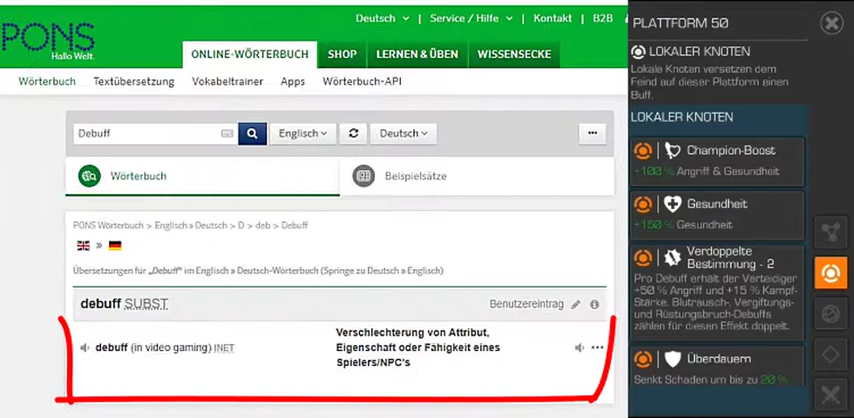 Deutsch | Service / Hilfe | Kontakt | B2B
PONS
Hallo Welt.
ONLINE-WÖRTERBUCH SHOP LERNEN & ÜBEN WISSENSECKE
Wörterbuch Textübersetzung Vokabeltrainer Apps Wörterbuch-API
Debuff Englisch Deutsch ...
Wörterbuch Beispielsätze
PONS Wörterbuch > Englisch » Deutsch > D > deb > Debuff
»
Übersetzungen für „Debuff" im Englisch » Deutsch-Wörterbuch (Springe zu Deutsch » Englisch)
debuff SUBST Benutzereintrag
debuff (in video gaming) INET
Verschlechterung von Attribut,
Eigenschaft oder Fähigkeit eines
Spielers/NPC's
PLATTFORM 50
LOKALER KNOTEN
Lokale Knoten versetzen dem
Feind auf dieser Plattform einen
Buff.
LOKALER KNOTEN
Champion-Boost
+100 % Angriff & Gesundheit
Gesundheit
+150 % Gesundheit
Verdoppelte
Bestimmung - 2
Pro Debuff erhält der Verteidiger
+50 % Angriff und +15 % Kampf-
Stärke. Blutrausch-, Vergiftungs-
und Rüstungsbruch-Debuffs
zählen für diesen Effekt doppelt.
Überdauern
Senkt Schaden um bis zu 20 %